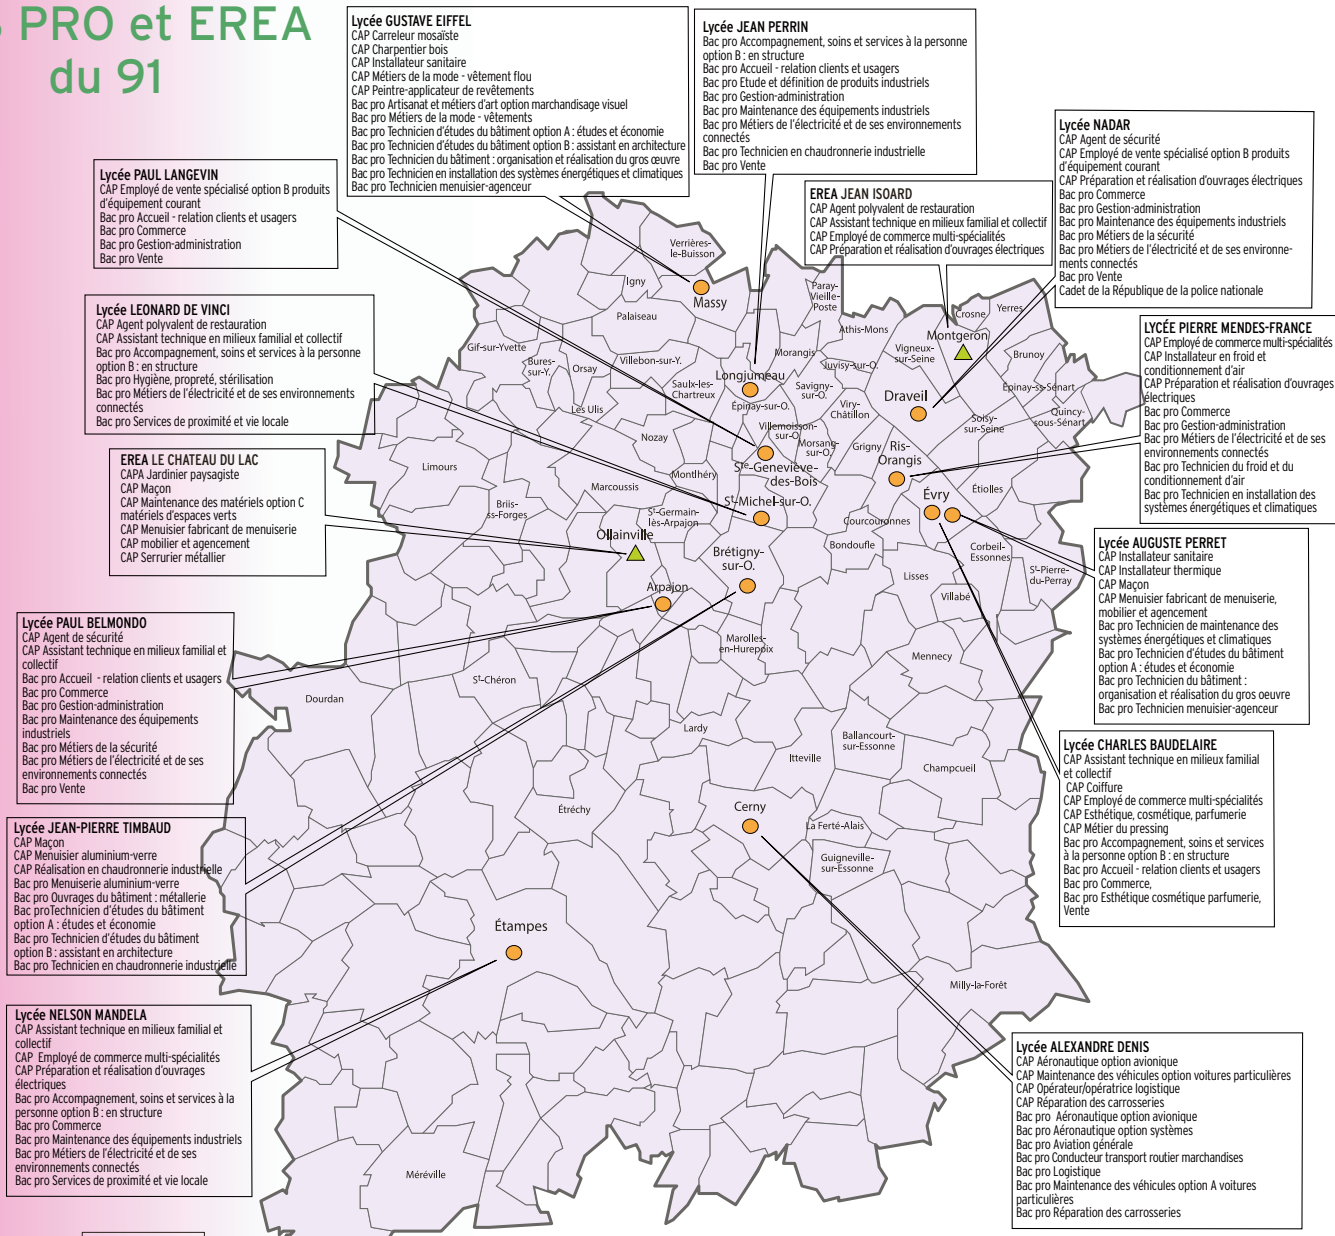 PRO et EREA
du 91
Lycée GUSTAVE EIFFEL
CAP Carreleur mosaïste
CAP Charpentier bois
CAP Installateur sanitaire
CAP Métiers de la mode - vêtement flou
CAP Peintre-applicateur de revêtements
Bac pro Artisanat et métiers d'art option marchandisage visuel
Bac pro Métiers de la mode - vêtements
Bac pro Technicien d'études du bâtiment option A : études et économie
Bac pro Technicien d'études du bâtiment option B : assistant en architecture
Bac pro Technicien du bâtiment : organisation et réalisation du gros œuvre
Bac pro Technicien en installation des systèmes énergétiques et climatiques
Bac pro Technicien menuisier-agenceur
Lycée JEAN PERRIN
Bac pro Accompagnement, soins et services à la personne
option B : en structure
Bac pro Accueil - relation clients et usagers
Bac pro Etude et définition de produits industriels
Bac pro Gestion-administration
Bac pro Maintenance des équipements industriels
Bac pro Métiers de l'électricité et de ses environnements
connectés
Bac pro Technicien en chaudronnerie industrielle
Bac pro Vente
Lycée NADAR
CAP Agent de sécurité
CAP Employé de vente spécialisé option B produits
d'équipement courant
CAP Préparation et réalisation d'ouvrages électriques
Bac pro Commerce
Bac pro Gestion-administration
Bac pro Maintenance des équipements industriels
Bac pro Métiers de la sécurité
Bac pro Métiers de l'électricité et de ses environne-
ments connectés
Bac pro Vente
Cadet de la République de la police nationale
Lycée PAUL LANGEVIN
CAP Employé de vente spécialisé option B produits
d'équipement courant
Bac pro Accueil - relation clients et usagers
Bac pro Commerce
Bac pro Gestion-administration
Bac pro Vente
EREA JEAN ISOARD
CAP Agent polyvalent de restauration
CAP Assistant technique en milieux familial et collectif
CAP Employé de commerce multi-spécialités
CAP Préparation et réalisation d'ouvrages électriques
Lycée LEONARD DE VINCI
CAP Agent polyvalent de restauration
CAP Assistant technique en milieux familial et collectif
Bac pro Accompagnement, soins et services à la personne
option B : en structure
Bac pro Hygiène, propreté, stérilisation
Bac pro Métiers de l'électricité et de ses environnements
connectés
Bac pro Services de proximité et vie locale
LYCÉE PIERRE MENDES-FRANCE
CAP Employé de commerce multi-spécialités
CAP Installateur en froid et
conditionnement d'air
CAP Préparation et réalisation d'ouvrages
électriques
Bac pro Commerce
Bac pro Gestion-administration
Bac pro Métiers de l'électricité et de ses
environnements connectés
Bac pro Technicien du froid et du
conditionnement d'air
Bac pro Technicien en installation des
systèmes énergétiques et climatiques
EREA LE CHATEAU DU LAC
CAPA Jardinier paysagiste
CAP Maçon
CAP Maintenance des matériels option C
matériels d'espaces verts
CAP Menuisier fabricant de menuiserie
CAP mobilier et agencement
CAP Serrurier métallier
Lycée AUGUSTE PERRET
CAP Installateur sanitaire
CAP Installateur thermique
CAP Maçon
CAP Menuisier fabricant de menuiserie,
mobilier et agencement
Bac pro Technicien de maintenance des
systèmes énergétiques et climatiques
Bac pro Technicien d'études du bâtiment
option A : études et économie
Bac pro Technicien du bâtiment :
organisation et réalisation du gros oeuvre
Bac pro Technicien menuisier-agenceur
Lycée PAUL BELMONDO
CAP Agent de sécurité
CAP Assistant technique en milieux familial et
collectif
Bac pro Accueil - relation clients et usagers
Bac pro Commerce
Bac pro Gestion-administration
Bac pro Maintenance des équipements
industriels
Bac pro Métiers de la sécurité
Bac pro Métiers de l'électricité et de ses
environnements connectés
Bac pro Vente
Lycée CHARLES BAUDELAIRE
CAP Assistant technique en milieux familial
et collectif
CAP Coiffure
CAP Employé de commerce multi-spécialités
CAP Esthétique, cosmétique, parfumerie
CAP Métier du pressing
Bac pro Accompagnement, soins et services
à la personne option B : en structure
Bac pro Accueil - relation clients et usagers
Bac pro Commerce,
Bac pro Esthétique cosmétique parfumerie,
Vente
Lycée JEAN-PIERRE TIMBAUD
CAP Maçon
CAP Menuisier aluminium-verre
CAP Réalisation en chaudronnerie industrielle
Bac pro Menuiserie aluminium-verre
Bac pro Ouvrages du bâtiment : métallerie
Bac proTechnicien d'études du bâtiment
option A : études et économie
Bac pro Technicien d'études du bâtiment
option B : assistant en architecture
Bac pro Technicien en chaudronnerie industrielle
Lycée NELSON MANDELA
CAP Assistant technique en milieux familial et
collectif
CAP Employé de commerce multi-spécialités
CAP Préparation et réalisation d'ouvrages
électriques
Bac pro Accompagnement, soins et services à la
personne option B : en structure
Bac pro Commerce
Bac pro Maintenance des équipements industriels
Bac pro Métiers de l'électricité et de ses
environnements connectés
Bac pro Services de proximité et vie locale
Lycée ALEXANDRE DENIS
CAP Aéronautique option avionique
CAP Maintenance des véhicules option voitures particulières
CAP Opérateur/opératrice logistique
CAP Réparation des carrosseries
Bac pro Aéronautique option avionique
Bac pro Aéronautique option systèmes
Bac pro Aviation générale
Bac pro Conducteur transport routier marchandises
Bac pro Logistique
Bac pro Maintenance des véhicules option A voitures
particulières
Bac pro Réparation des carrosseries
Verrières-
le-Buisson
Igny
Massy
Palaiseau
Paray-
Vieille-
Poste
Athis-Mons
Crosne
Yerres
Montgeron
Vigneux-
sur-Seine
Brunoy
Gif-sur-Yvette
Bures-
sur-Y.
Orsay
Villebon-sur-Y.
Saulx-les-
Chartreux
Longjumeau
Morangis
Juvisy-sur-O.
Savigny-
sur-O.
Draveil
Épinay-ss-Sénart
Quincy-
sous-Sénart
Les Ulis
Épinay-sur-O.
Viry-
Châtillon
Soisy-
sur-Seine
Nozay
Villemoisson-
sur-O.
Morsang-
sur-O.
Grigny
Ris-
Orangis
Limours
Montlhéry
Ste-Geneviève-
des-Bois
Marcoussis
Évry
Étiolles
Briis-
ss-Forges
St-Germain-
lès-Arpajon
St-Michel-sur-O.
Courcouronnes
Ollainville
Brétigny-
sur-O.
Bondoufle
Corbeil-
Essonnes
Lisses
St-Pierre-
du-Perray
Arpajon
Villabé
Marolles-
en-Hurepoix
Mennecy
St-Chéron
Dourdan
Lardy
Itteville
Ballancourt-
sur-Essonne
Champcueil
Étréchy
Cerny
La Ferté-Alais
Guigneville-
sur-Essonne
Étampes
Milly-la-Forêt
Méréville